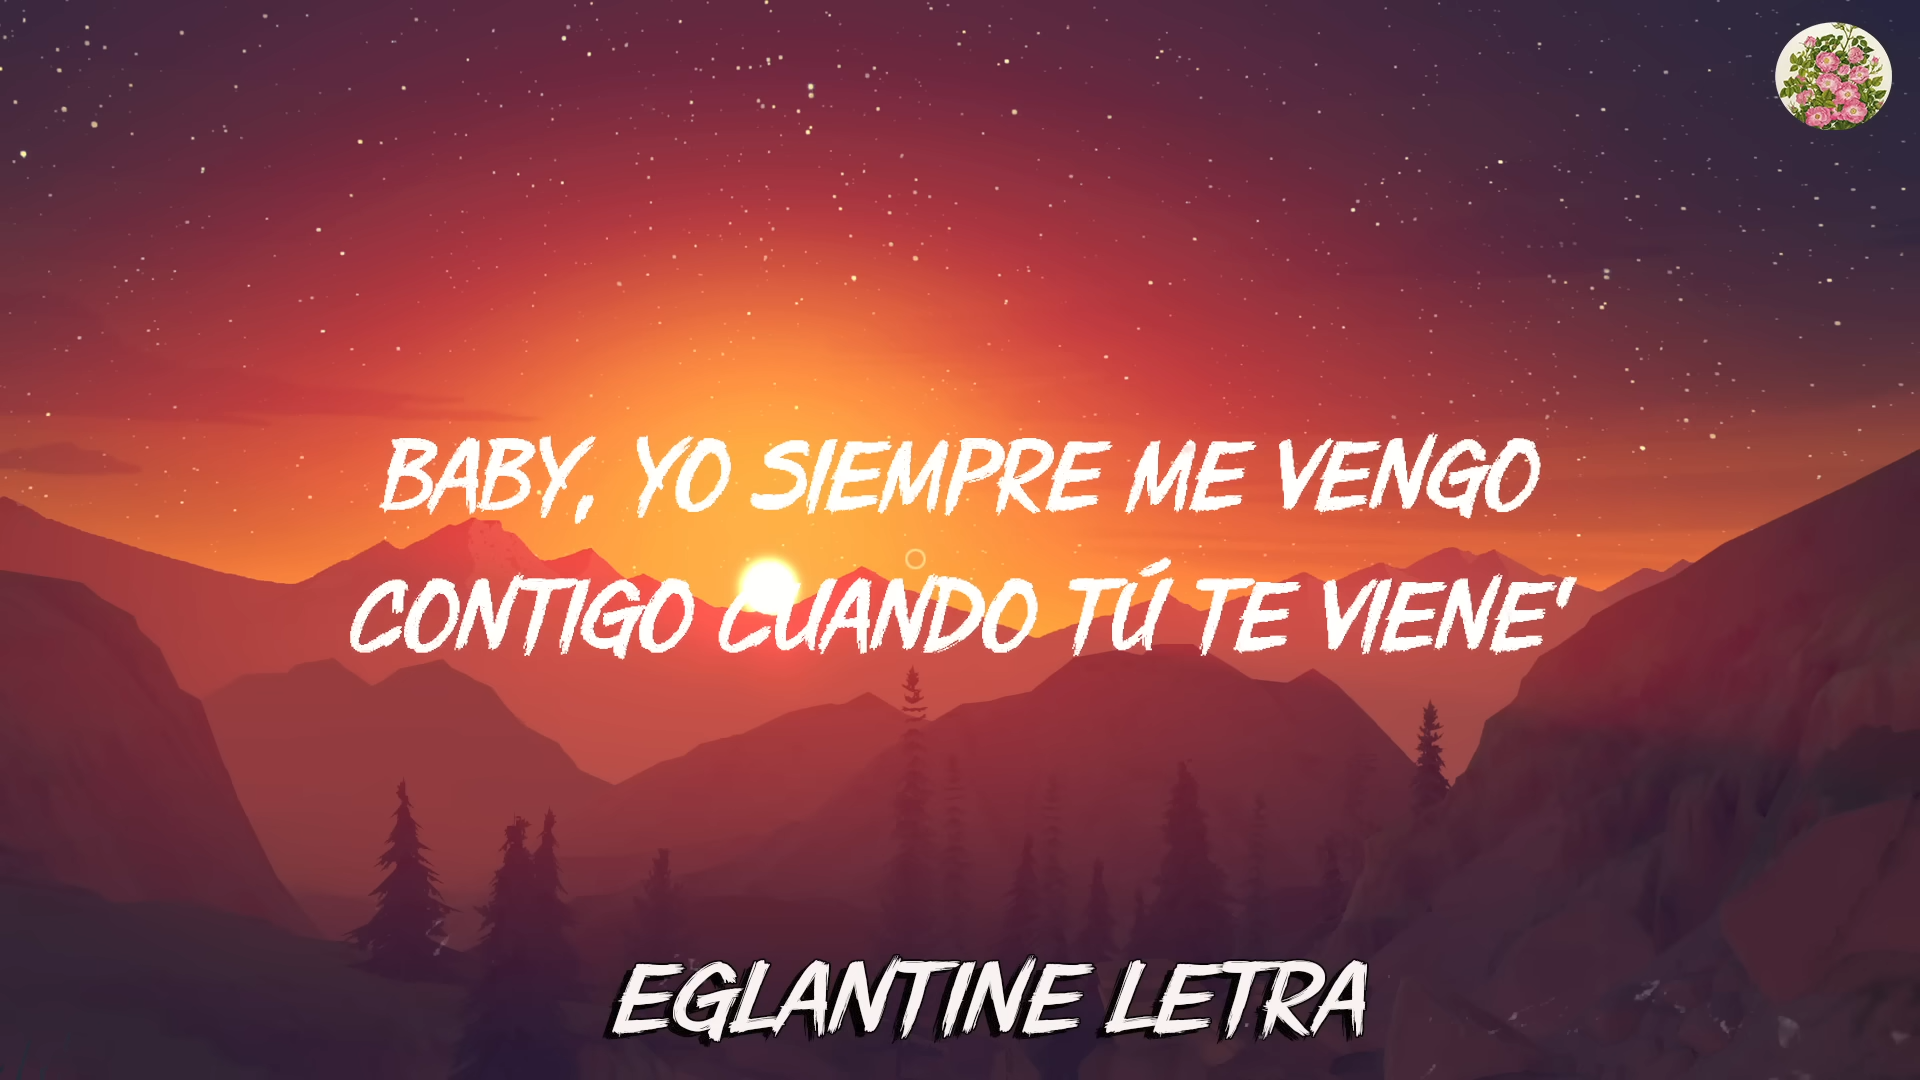 BABY, YO SIEMPRE ME VENGO
CONTIGO CUANDO TÚ TE VIENE'
EGLANTINE LETRA